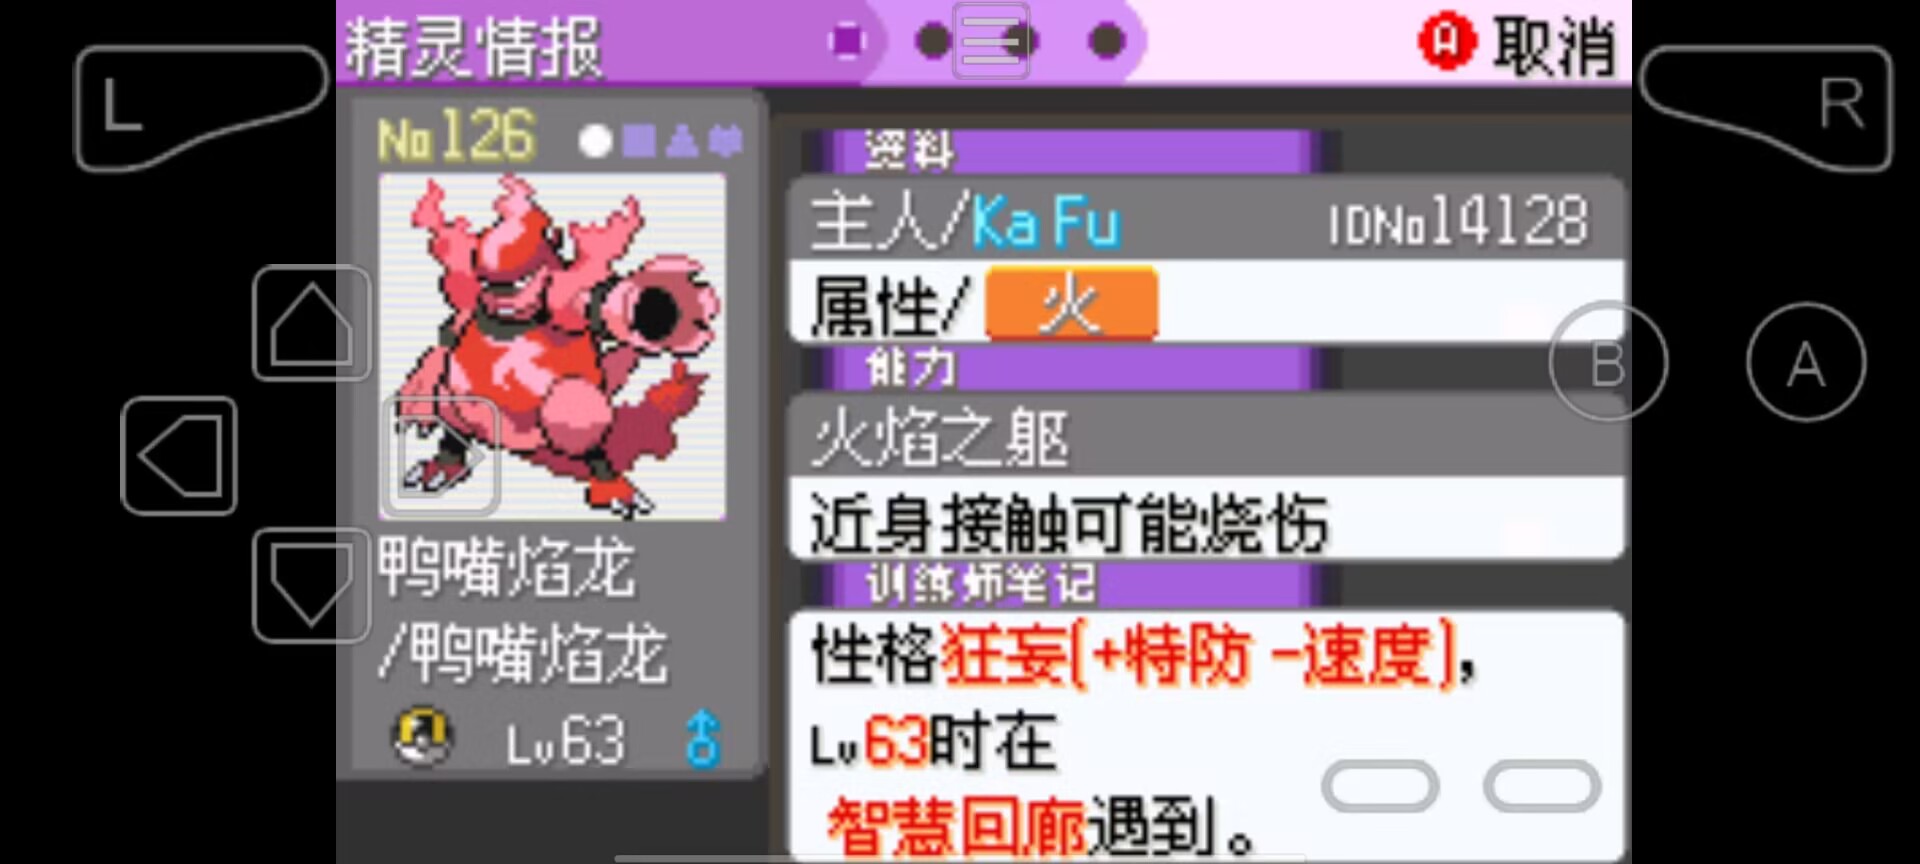 精灵情报
取消
L
R
No126
资料
主人/Ka Fu
IDNo14128
属性/火
能力
火焰之躯
近身接触可能烧伤
训练师笔记
性格狂妄(+特防 -速度),
Lv63时在
智慧回廊遇到。
鸭嘴焰龙
/鸭嘴焰龙
Lv63
B
A